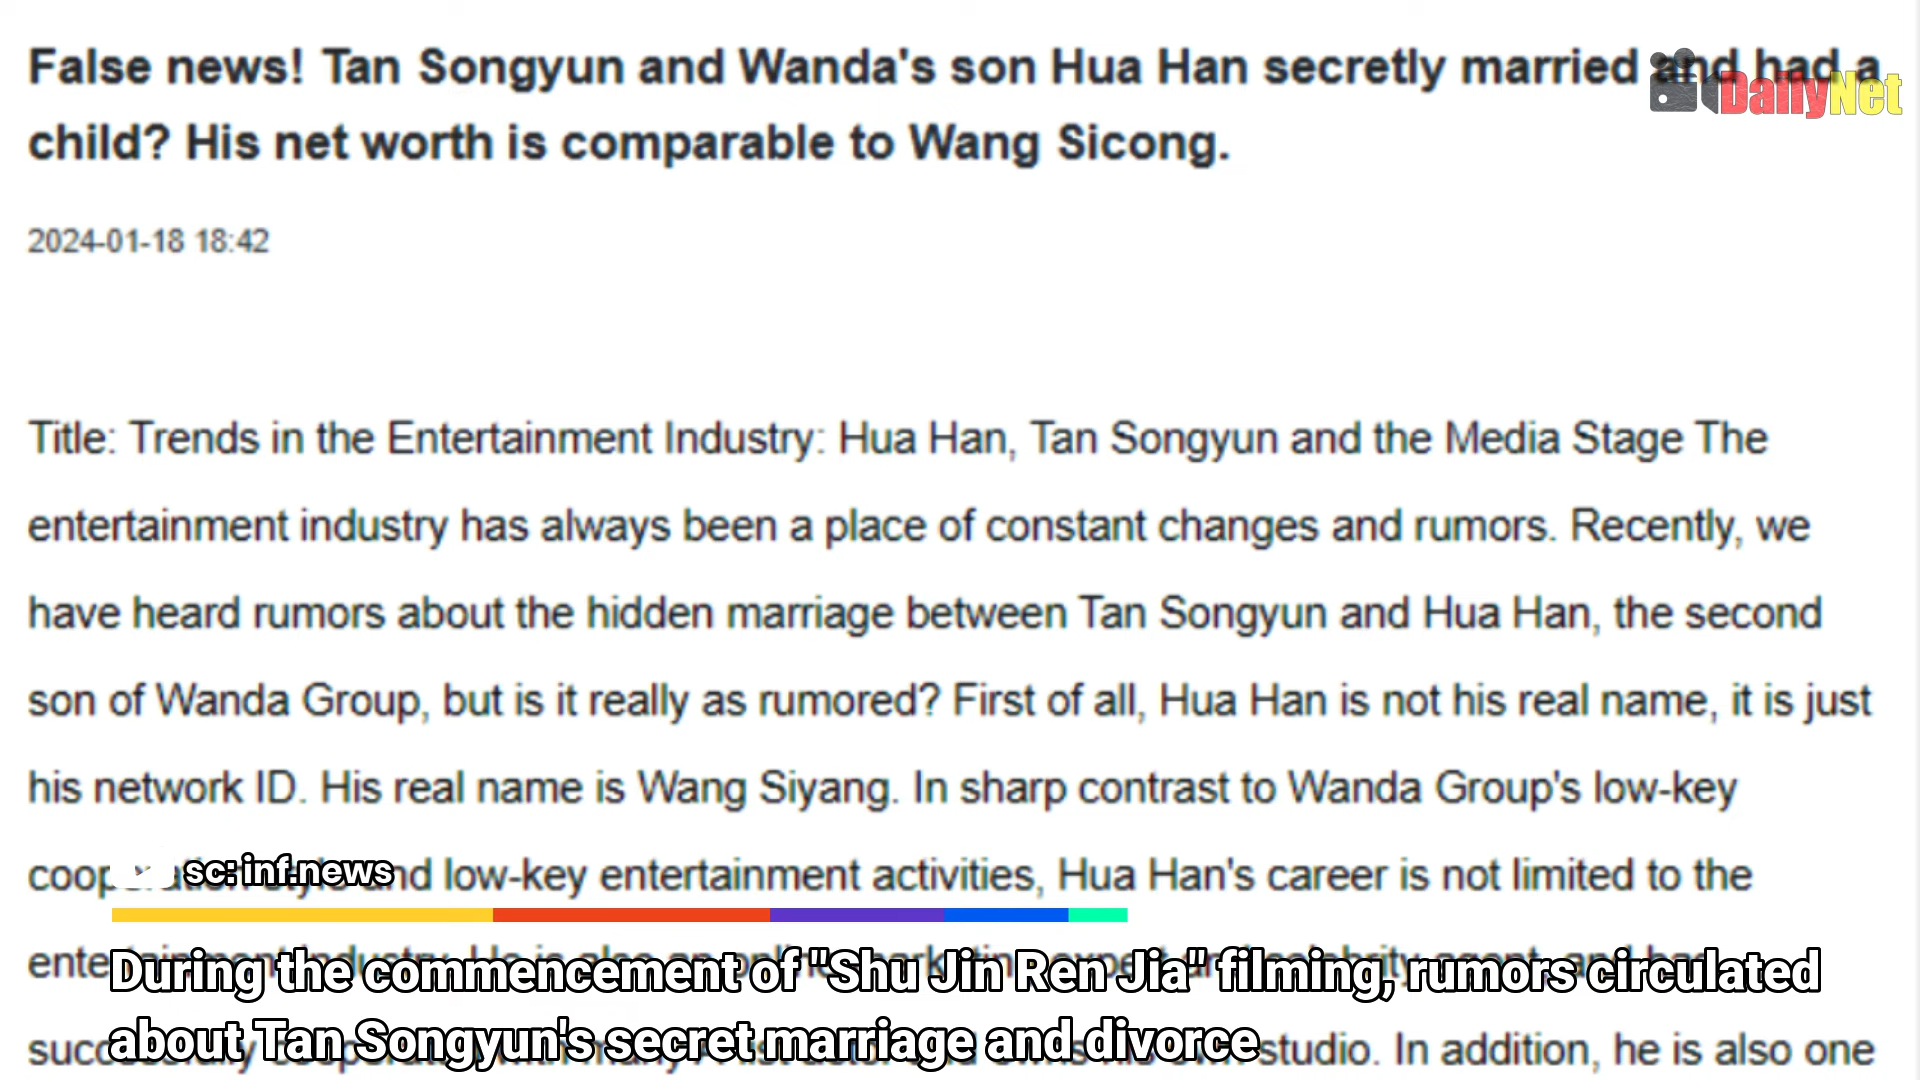 False news! Tan Songyun and Wanda's son Hua Han secretly married and had a
DailyNet
child? His net worth is comparable to Wang Sicong.
2024-01-18 18:42
Title: Trends in the Entertainment Industry: Hua Han, Tan Songyun and the Media Stage The
entertainment industry has always been a place of constant changes and rumors. Recently, we
have heard rumors about the hidden marriage between Tan Songyun and Hua Han, the second
son of Wanda Group, but is it really as rumored? First of all, Hua Han is not his real name, it is just
his network ID. His real name is Wang Siyang. In sharp contrast to Wanda Group's low-key
and low-key entertainment activities, Hua Han's career is not limited to the
sc: inf.news
During the commencement of "Shu Jin Ren Jia" filming, rumors circulated
about Tan Songyun's secret marriage and divorce
studio. In addition, he is also one